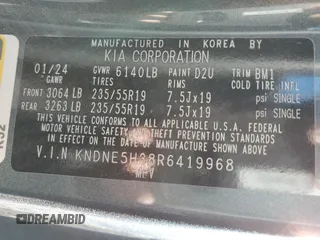 MANUFACTURED IN KOREA BY
KIA CORPORATION
01/24 GVWR 6140LB PAINT D2U TRIM BM1
GAWR TIRES RIMS COLD TIRE INFL.
FRONT 3064 LB 235/55R19 7.5Jx19 psi SINGLE
REAR 3263 LB 235/55R19 7.5Jx19 psi SINGLE
THIS VEHICLE CONFORMS TO ALL APPLICABLE FEDERAL
MOTOR VEHICLE SAFETY STANDARDS IN EFFECT ON THE
DATE OF MANUFACTURE SHOWN ABOVE.
V.I.N KNDNE5H38R6419968
MPV
DREAMBID